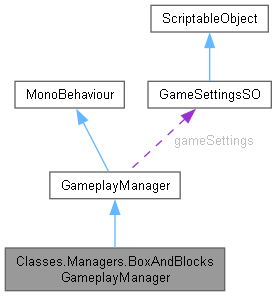 ScriptableObject
MonoBehaviour
GameSettingsSO
gameSettings
GameplayManager
Classes.Managers.BoxAndBlocks
GameplayManager